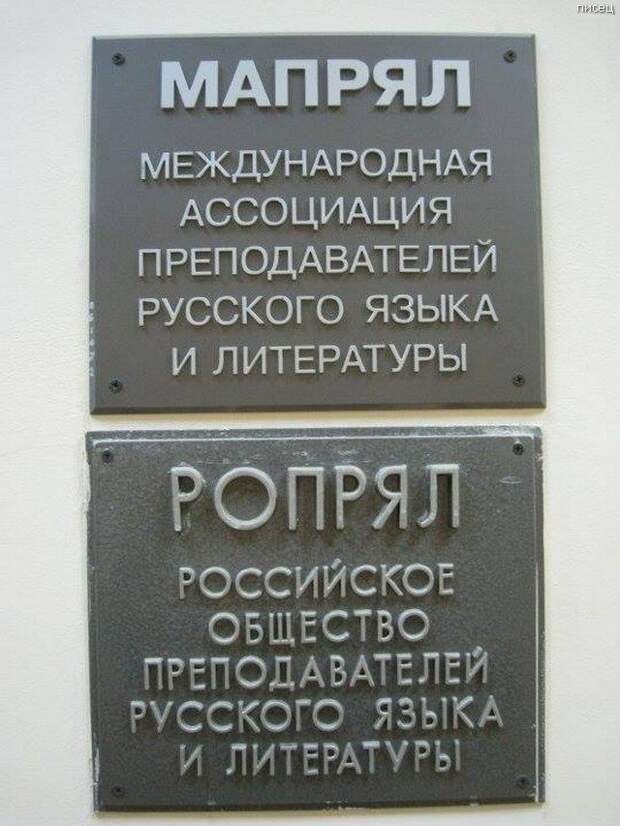 писец
МАПРЯЛ
МЕЖДУНАРОДНАЯ
АССОЦИАЦИЯ
ПРЕПОДАВАТЕЛЕЙ
РУССКОГО ЯЗЫКА
И ЛИТЕРАТУРЫ
РОПРЯЛ
РОССИЙСКОЕ
ОБЩЕСТВО
ПРЕПОДАВАТЕЛЕЙ
РУССКОГО ЯЗЫКА
И ЛИТЕРАТУРЫ